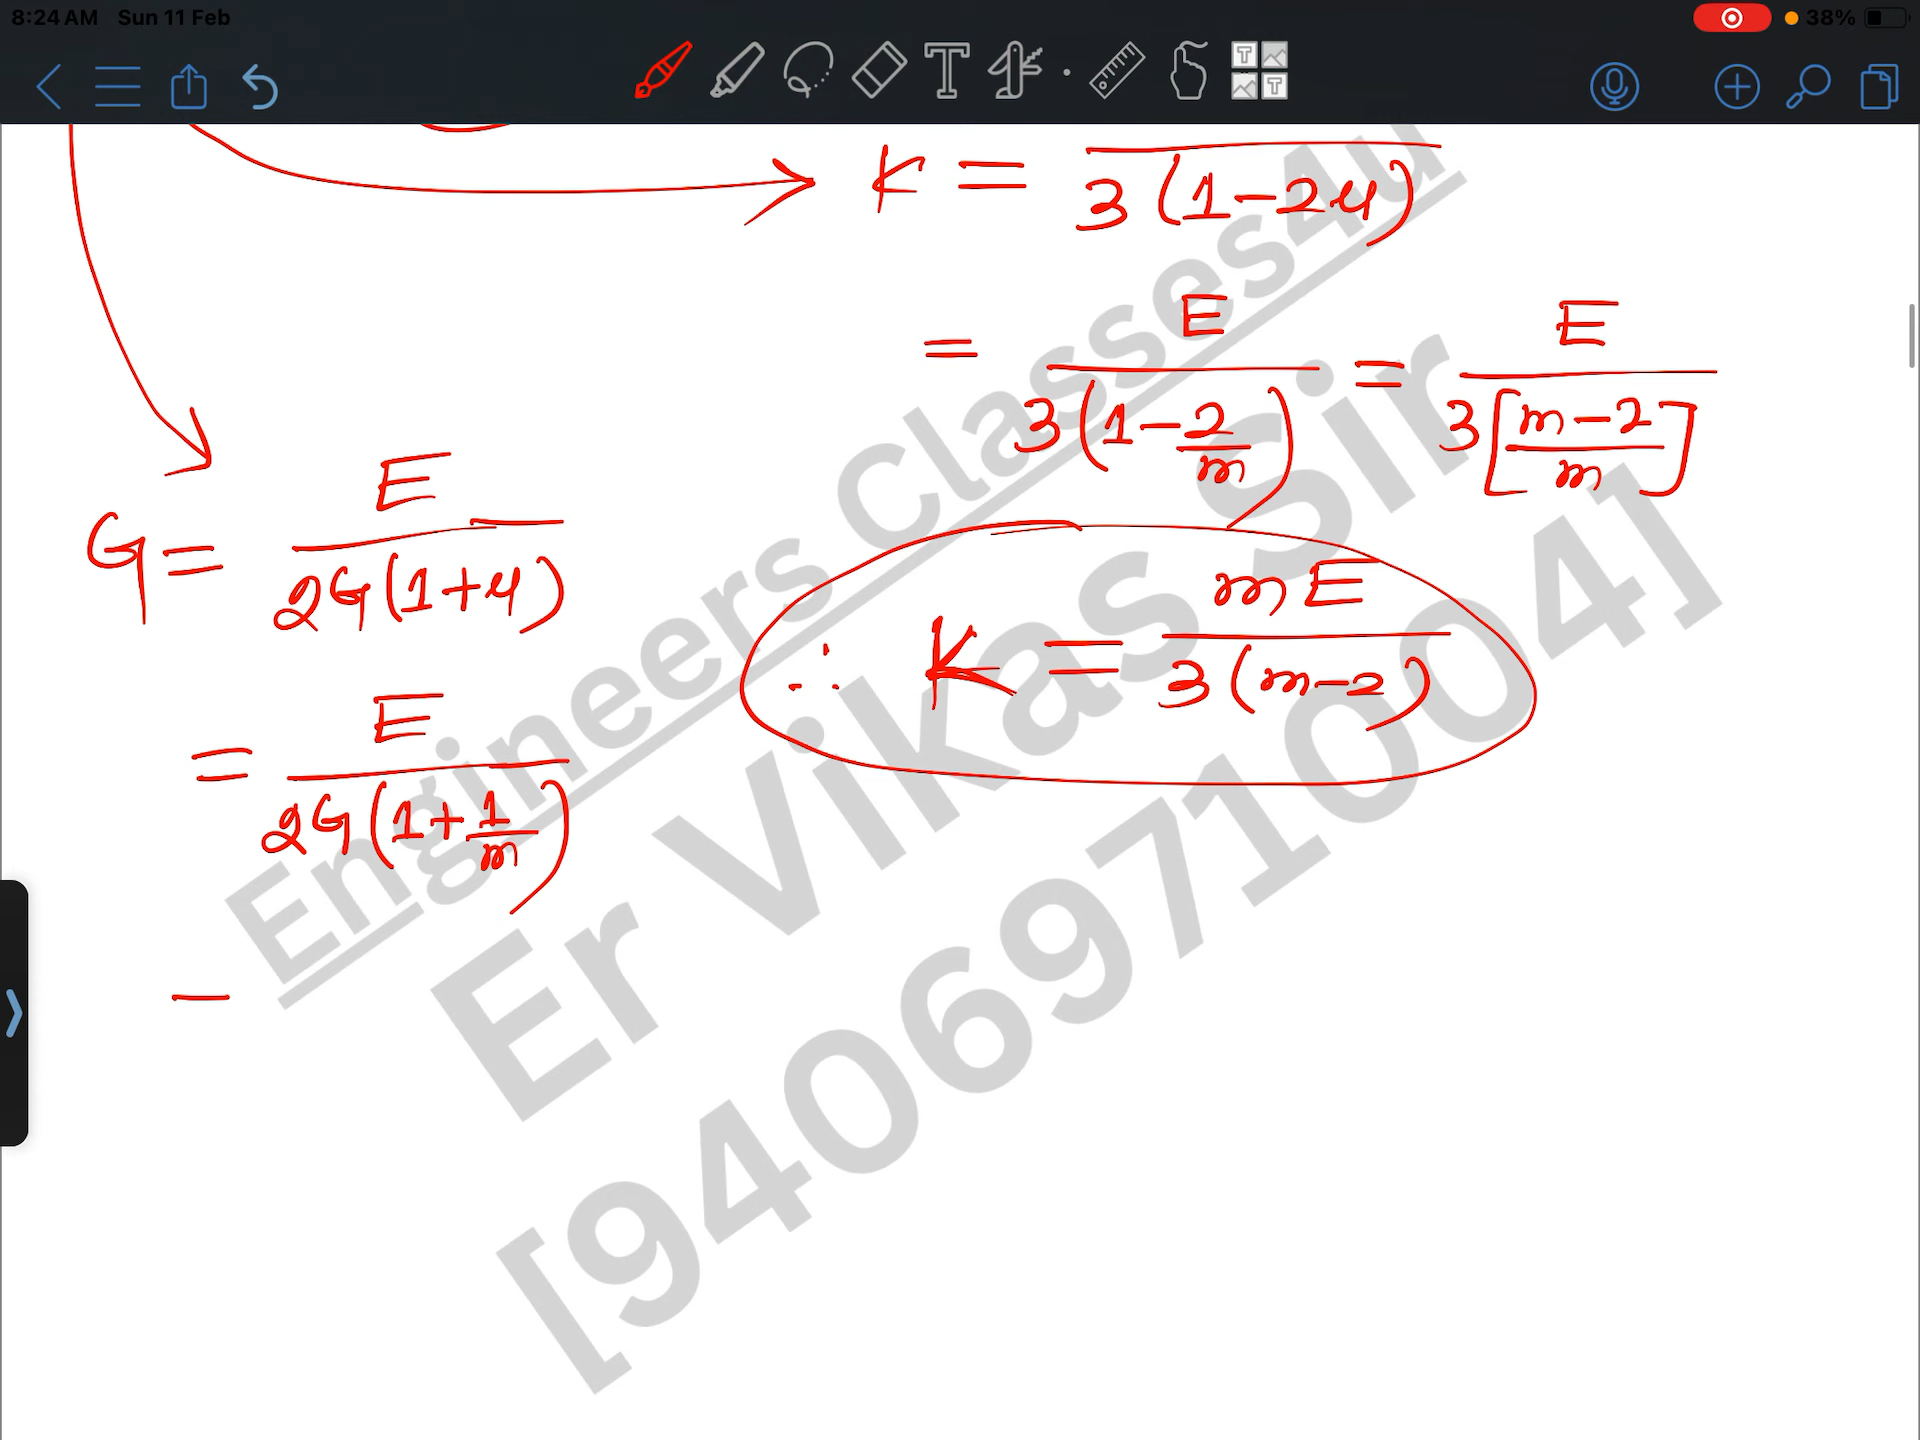 8:24 AM Sun 11 Feb
38%
K = 3(1-2μ)
= E / 3(1 - 2/m) = E / 3[(m-2)/m]
G = E / 2G(1+μ)
∴ K = mE / 3(m-2)
= E / 2G(1 + 1/m)
Engineers Classes4u
Er Vikas Sir
[9406971004]